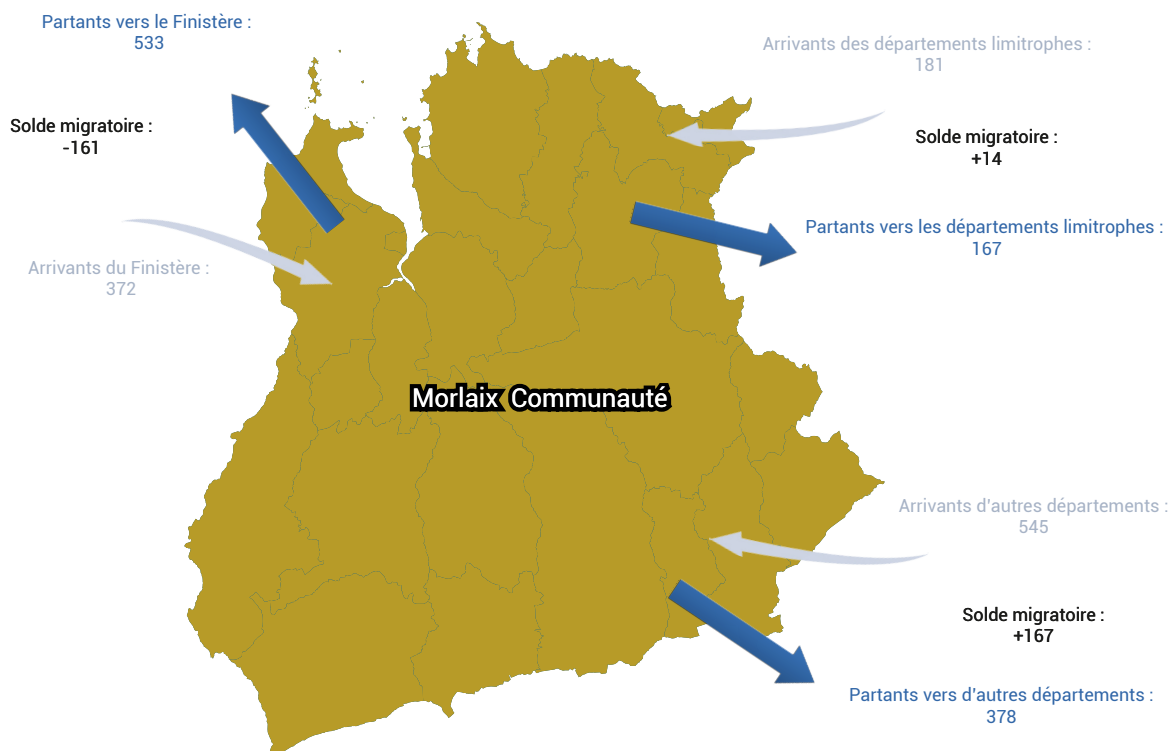 Partants vers le Finistère :
533
Arrivants des départements limitrophes :
181
Solde migratoire :
-161
Solde migratoire :
+14
Partants vers les départements limitrophes :
167
Arrivants du Finistère :
372
Morlaix Communauté
Arrivants d'autres départements :
545
Solde migratoire :
+167
Partants vers d'autres départements :
378